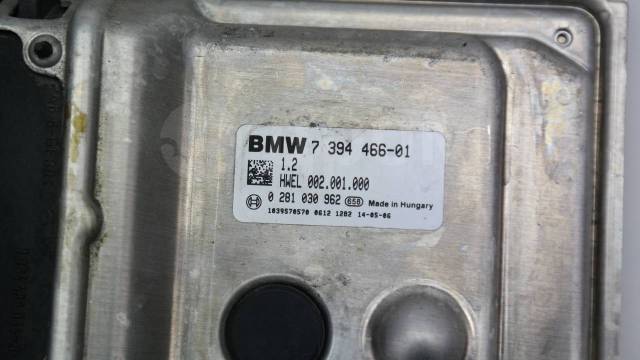 BMW 7 394 466-01
1.2
HWEL 002.001.000
0 281 030 962 658 Made in Hungary
1039S70570 0612 1282 14-05-06